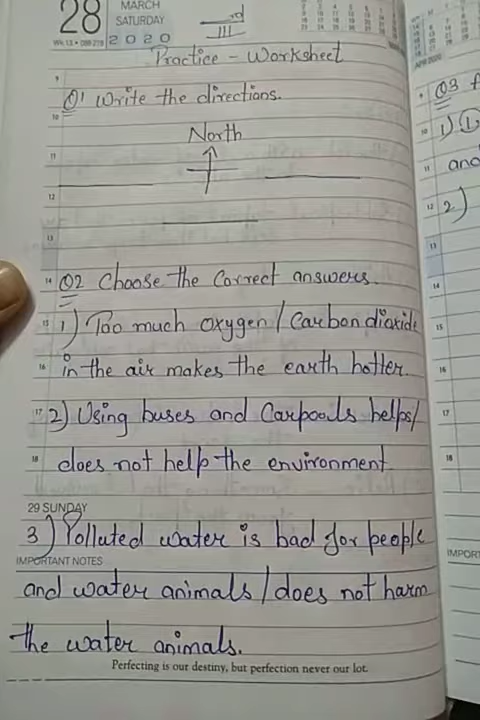 28
MARCH
SATURDAY
2020
III rd
Practice - Worksheet
Q1 Write the directions.
North
Q2 Choose the Correct answers.
1) Too much oxygen / Carbondioxide
in the air makes the earth hotter.
2) Using buses and Carpools helps/
does not help the environment
29 SUNDAY
3) Polluted water is bad for people
IMPORTANT NOTES
and water animals / does not harm
the water animals.
Perfecting is our destiny, but perfection never our lot.
Q3
1)
and
2)
IMPORT